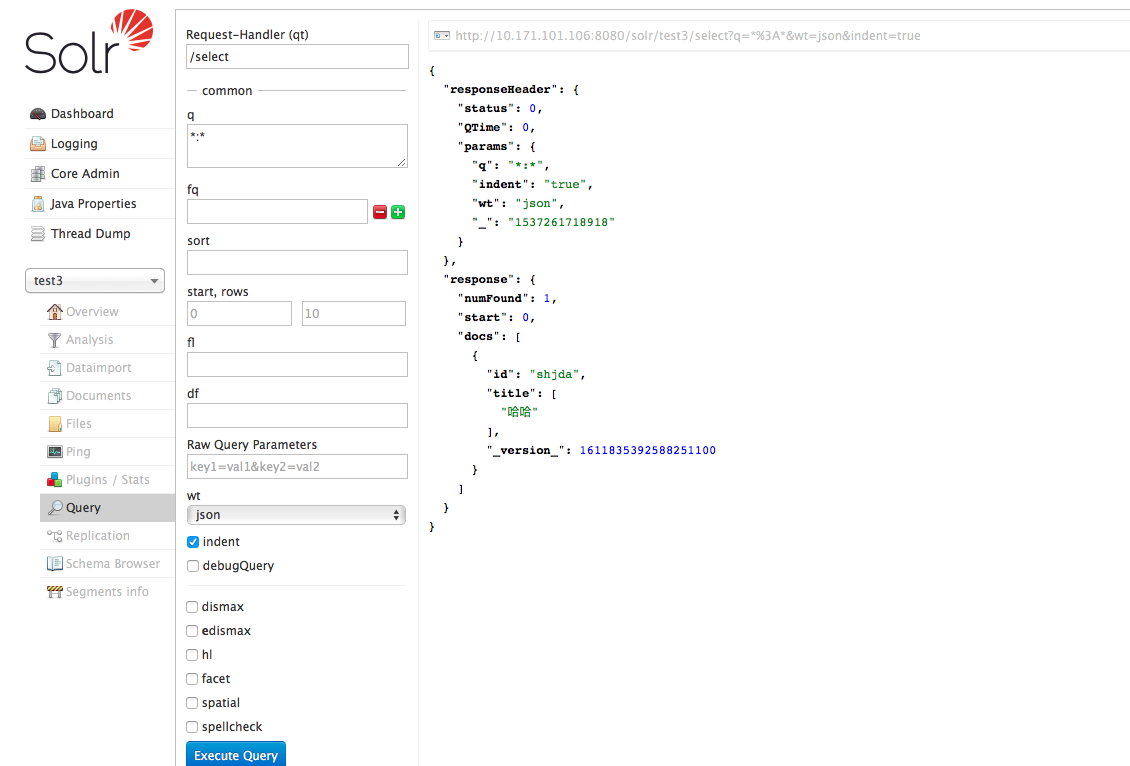 Solr
Dashboard
Logging
Core Admin
Java Properties
Thread Dump
test3
Overview
Analysis
Dataimport
Documents
Files
Ping
Plugins / Stats
Query
Replication
Schema Browser
Segments info
Request-Handler (qt)
/select
common
q
*:*
fq
sort
start, rows
0
10
fl
df
Raw Query Parameters
key1=val1&key2=val2
wt
json
indent
debugQuery
dismax
edismax
hl
facet
spatial
spellcheck
Execute Query
http://10.171.101.106:8080/solr/test3/select?q=*%3A*&wt=json&indent=true
{
"responseHeader": {
"status": 0,
"QTime": 0,
"params": {
"q": "*:*",
"indent": "true",
"wt": "json",
"_": "1537261718918"
}
},
"response": {
"numFound": 1,
"start": 0,
"docs": [
{
"id": "shjda",
"title": [
"哈哈"
],
"_version_": 1611835392588251100
}
]
}
}